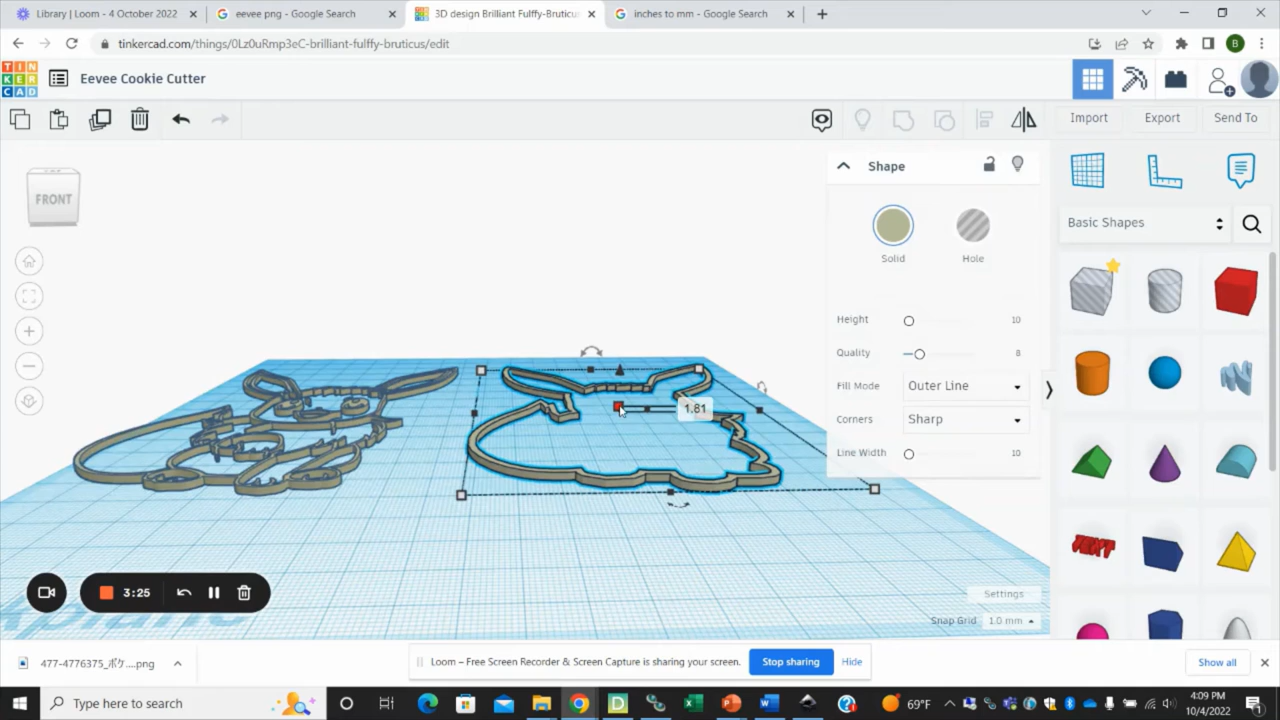 Library | Loom - 4 October 2022
eevee png - Google Search
3D design Brilliant Fulffy-Bruticus
inches to mm - Google Search
tinkercad.com/things/0Lz0uRmp3eC-brilliant-fulffy-bruticus/edit
B
TIN
KER
CAD
Eevee Cookie Cutter
Import
Export
Send To
FRONT
Shape
Solid
Hole
Height
10
Quality
8
Fill Mode
Outer Line
Corners
Sharp
Line Width
10
Basic Shapes
TEXT
1.81
3:25
Settings
Snap Grid
1.0 mm
477-4776375_ポケ....png
Loom – Free Screen Recorder & Screen Capture is sharing your screen.
Stop sharing
Hide
Show all
Type here to search
69°F
4:09 PM
10/4/2022